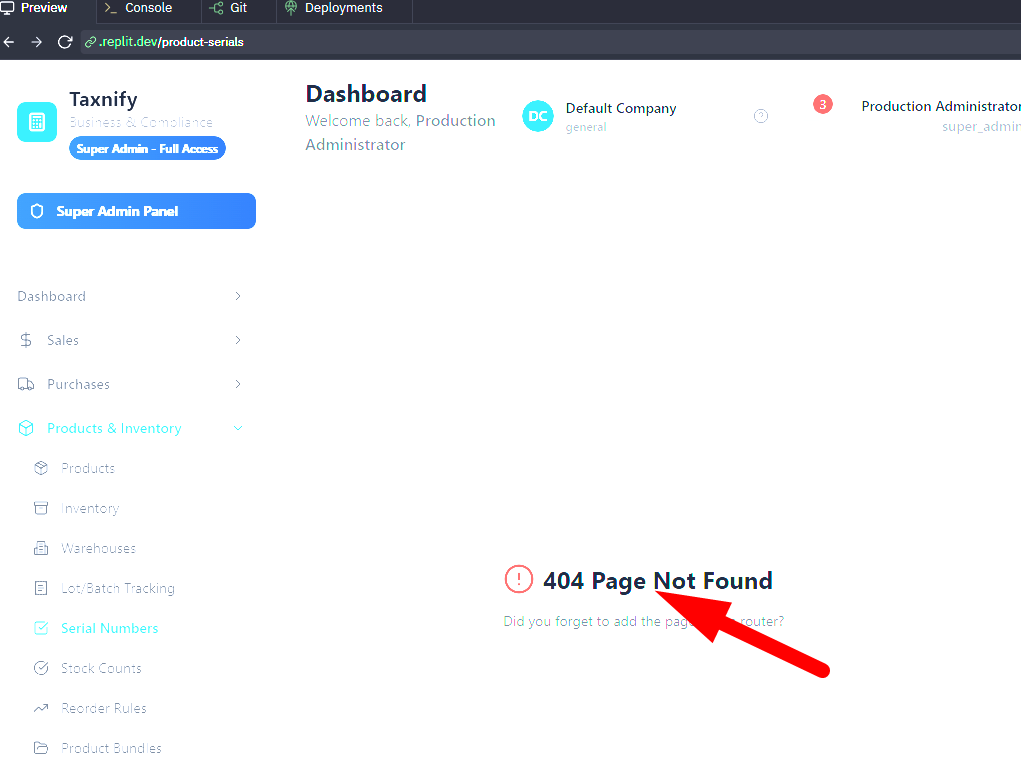 Preview
Console
Git
Deployments
.replit.dev/product-serials
Taxnify
Business & Compliance
Super Admin - Full Access
Dashboard
Welcome back, Production
Administrator
DC
Default Company
general
3
Production Administrator
super_admin
Super Admin Panel
Dashboard
Sales
Purchases
Products & Inventory
Products
Inventory
Warehouses
Lot/Batch Tracking
Serial Numbers
Stock Counts
Reorder Rules
Product Bundles
404 Page Not Found
Did you forget to add the page router?